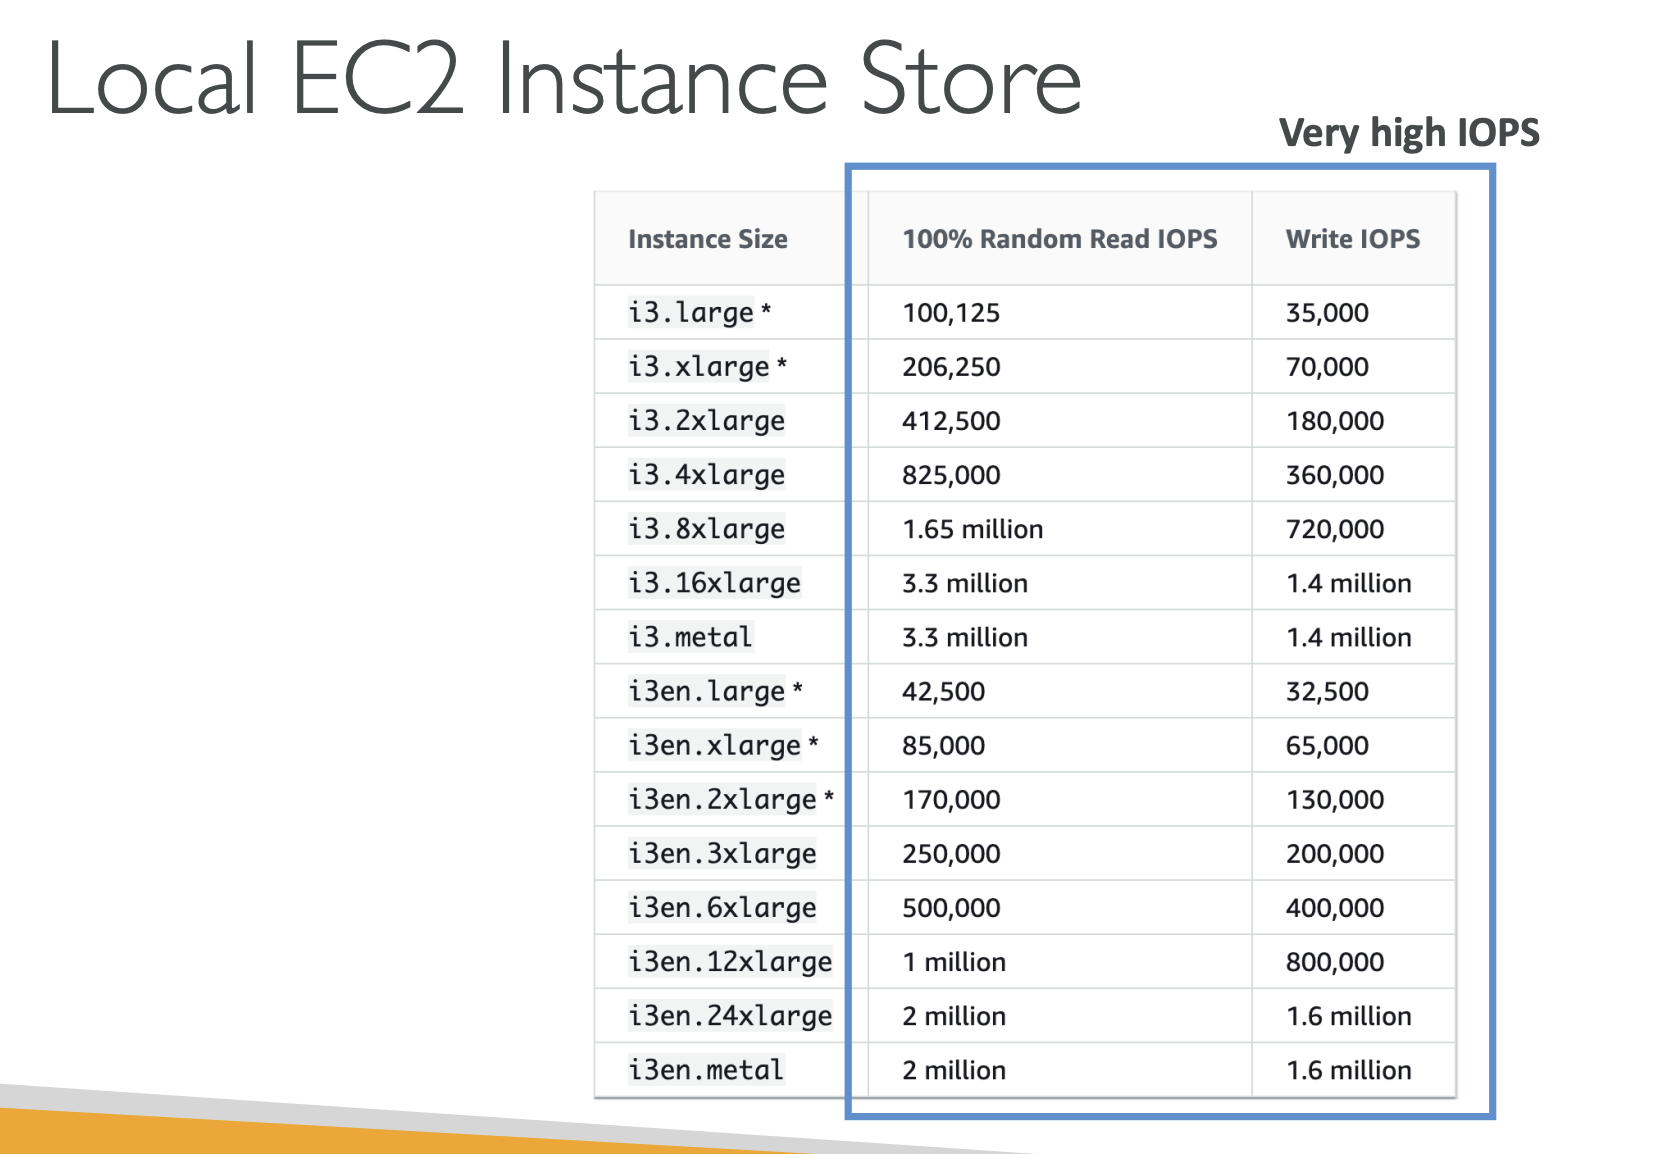 Local EC2 Instance Store
Very high IOPS
Instance Size 100% Random Read IOPS Write IOPS
i3.large * 100,125 35,000
i3.xlarge * 206,250 70,000
i3.2xlarge 412,500 180,000
i3.4xlarge 825,000 360,000
i3.8xlarge 1.65 million 720,000
i3.16xlarge 3.3 million 1.4 million
i3.metal 3.3 million 1.4 million
i3en.large * 42,500 32,500
i3en.xlarge * 85,000 65,000
i3en.2xlarge * 170,000 130,000
i3en.3xlarge 250,000 200,000
i3en.6xlarge 500,000 400,000
i3en.12xlarge 1 million 800,000
i3en.24xlarge 2 million 1.6 million
i3en.metal 2 million 1.6 million